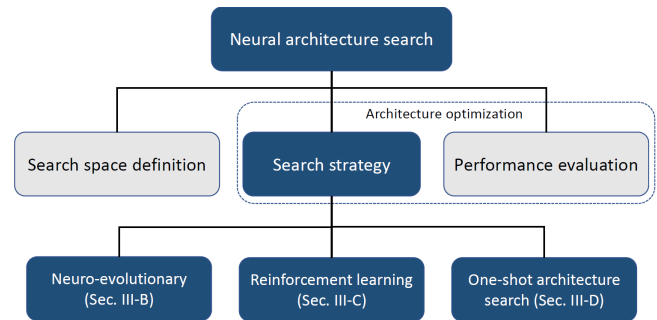 Neural architecture search
Architecture optimization
Search space definition
Search strategy
Performance evaluation
Neuro-evolutionary
(Sec. III-B)
Reinforcement learning
(Sec. III-C)
One-shot architecture
search (Sec. III-D)